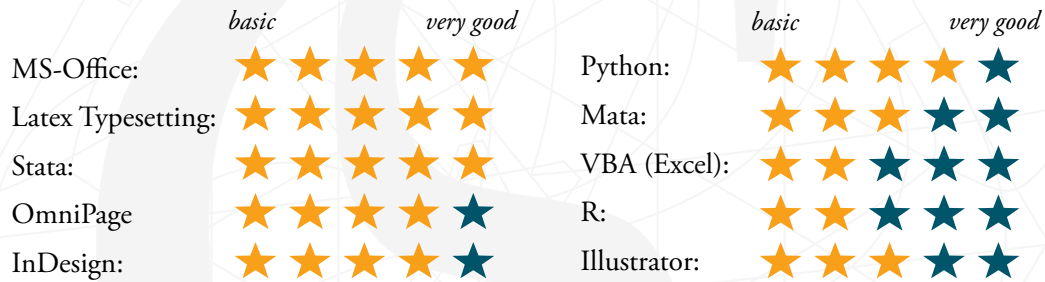 basic very good
MS-Office:
Latex Typesetting:
Stata:
OmniPage
InDesign:
basic very good
Python:
Mata:
VBA (Excel):
R:
Illustrator: